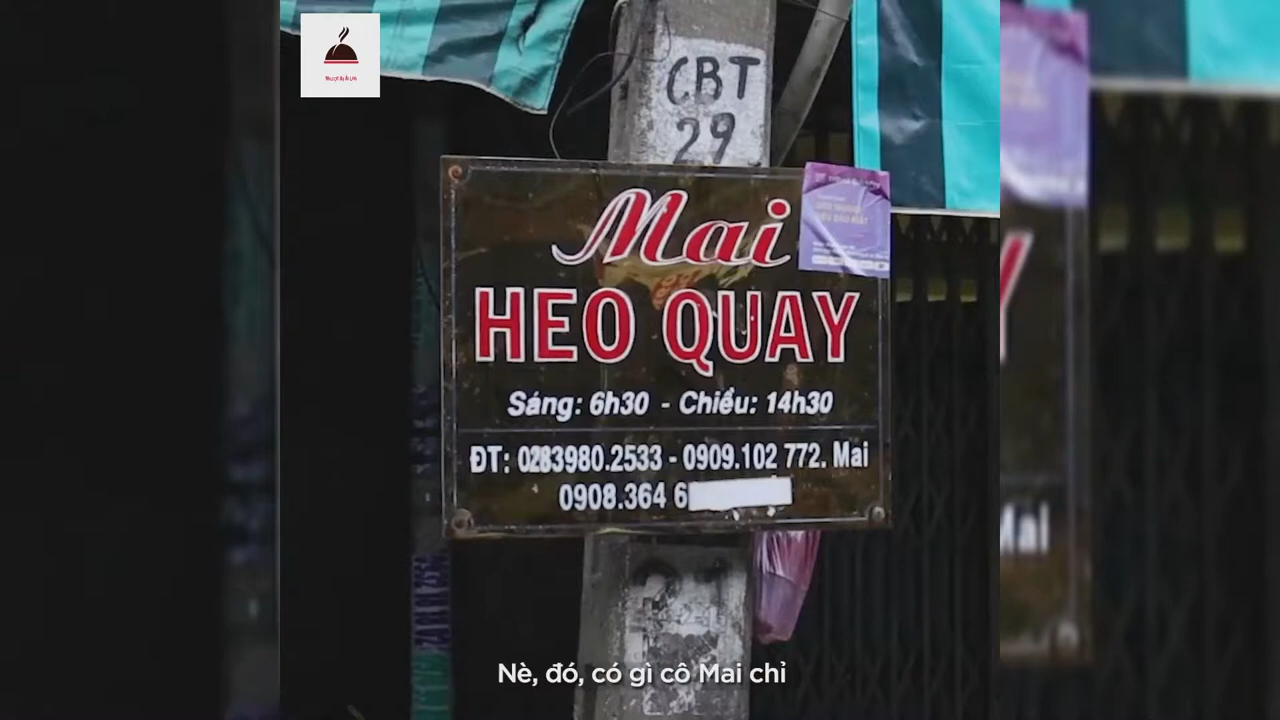 CBT
29
Mai
HEO QUAY
Sáng: 6h30 - Chiều: 14h30
ĐT: 0283980.2533 - 0909.102 772. Mai
0908.364 6
Nè, đó, có gì cô Mai chỉ